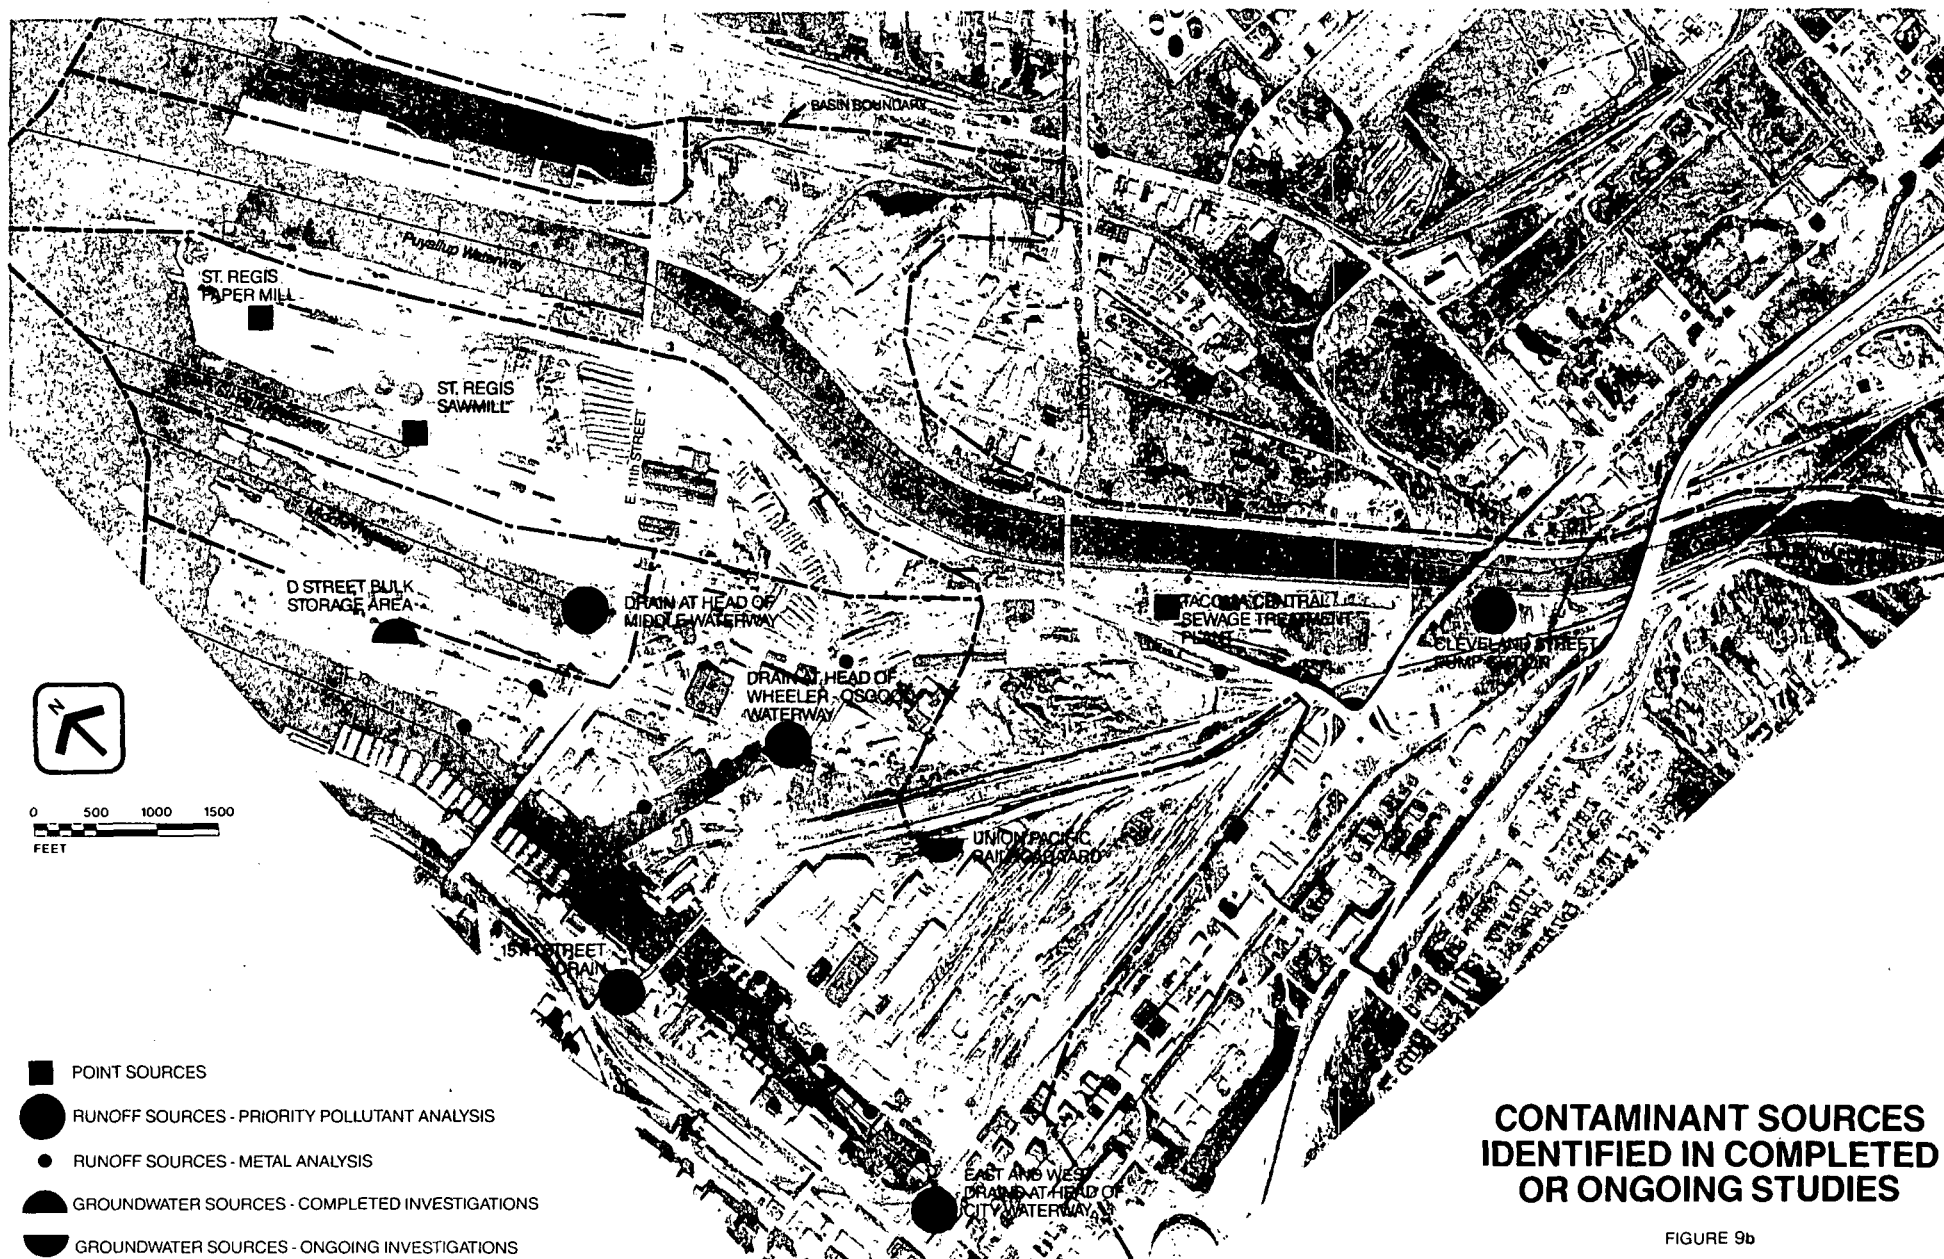 BASIN BOUNDARY
Puyallup Waterway
ST. REGIS
PAPER MILL
ST. REGIS
SAWMILL
E. 11th STREET
D STREET BULK
STORAGE AREA
DRAIN AT HEAD OF
MIDDLE WATERWAY
TACOMA CENTRAL
SEWAGE TREATMENT
PLANT
CLEVELAND STREET
PUMP STATION
DRAIN AT HEAD OF
WHEELER - OSGOOD
WATERWAY
N
0 500 1000 1500
FEET
UNION PACIFIC
RAILROAD YARD
15TH STREET
DRAIN
EAST AND WEST
DRAINS AT HEAD OF
CITY WATERWAY
POINT SOURCES
RUNOFF SOURCES - PRIORITY POLLUTANT ANALYSIS
RUNOFF SOURCES - METAL ANALYSIS
GROUNDWATER SOURCES - COMPLETED INVESTIGATIONS
GROUNDWATER SOURCES - ONGOING INVESTIGATIONS
CONTAMINANT SOURCES
IDENTIFIED IN COMPLETED
OR ONGOING STUDIES
FIGURE 9b